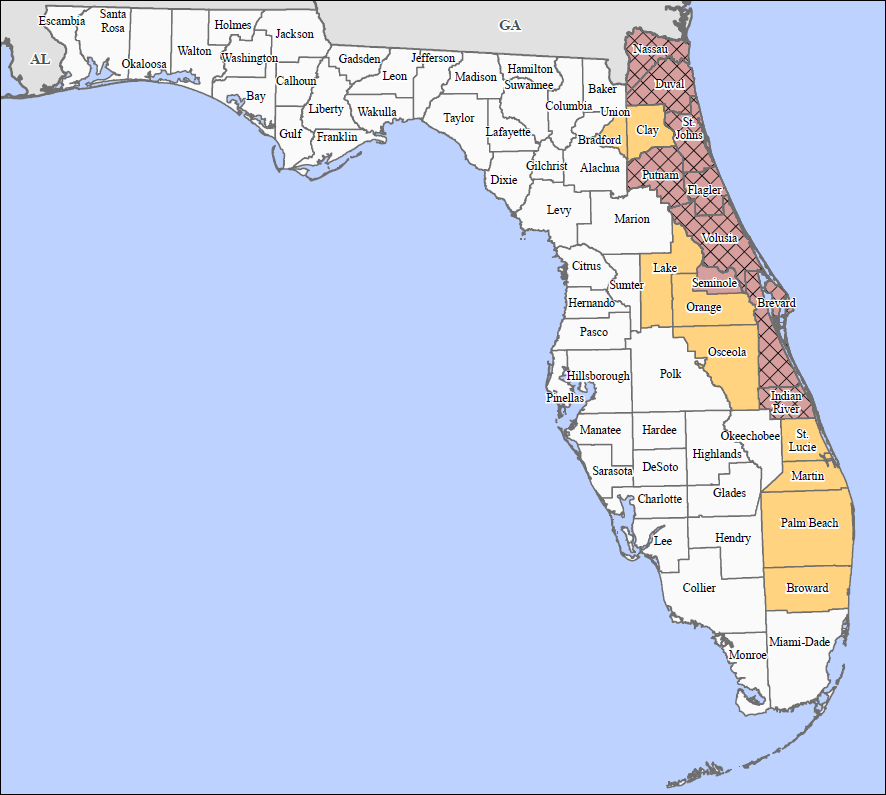 Escambia
Santa
Rosa
Holmes
Jackson
GA
AL
Okaloosa
Walton
Washington
Bay
Calhoun
Gulf
Liberty
Franklin
Gadsden
Leon
Wakulla
Jefferson
Madison
Taylor
Hamilton
Suwannee
Lafayette
Columbia
Baker
Union
Bradford
Nassau
Duval
Clay
St.
Johns
Dixie
Gilchrist
Alachua
Putnam
Flagler
Levy
Marion
Volusia
Citrus
Sumter
Lake
Seminole
Orange
Brevard
Hernando
Pasco
Osceola
Hillsborough
Polk
Pinellas
Indian
River
Manatee
Hardee
Highlands
Okeechobee
St.
Lucie
Sarasota
DeSoto
Martin
Charlotte
Glades
Palm Beach
Lee
Hendry
Collier
Broward
Monroe
Miami-Dade